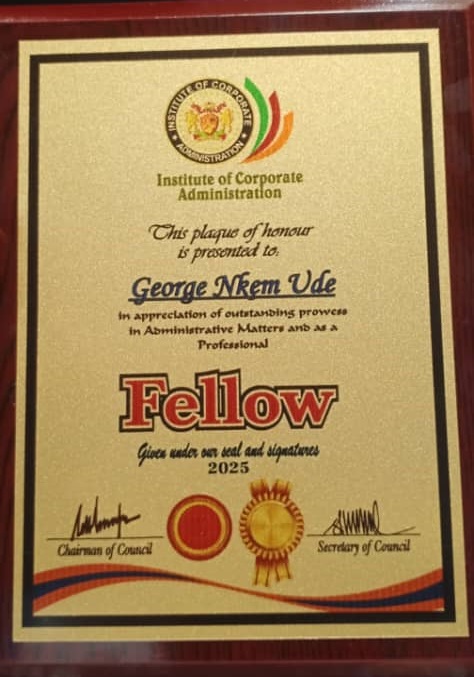 INSTITUTE OF CORPORATE
ADMINISTRATION
Institute of Corporate
Administration
This plaque of honour
is presented to:
George Nkem Ude
in appreciation of outstanding prowess
in Administrative Matters and as a
Professional
Fellow
Given under our seal and signatures
2025
Chairman of Council
Secretary of Council